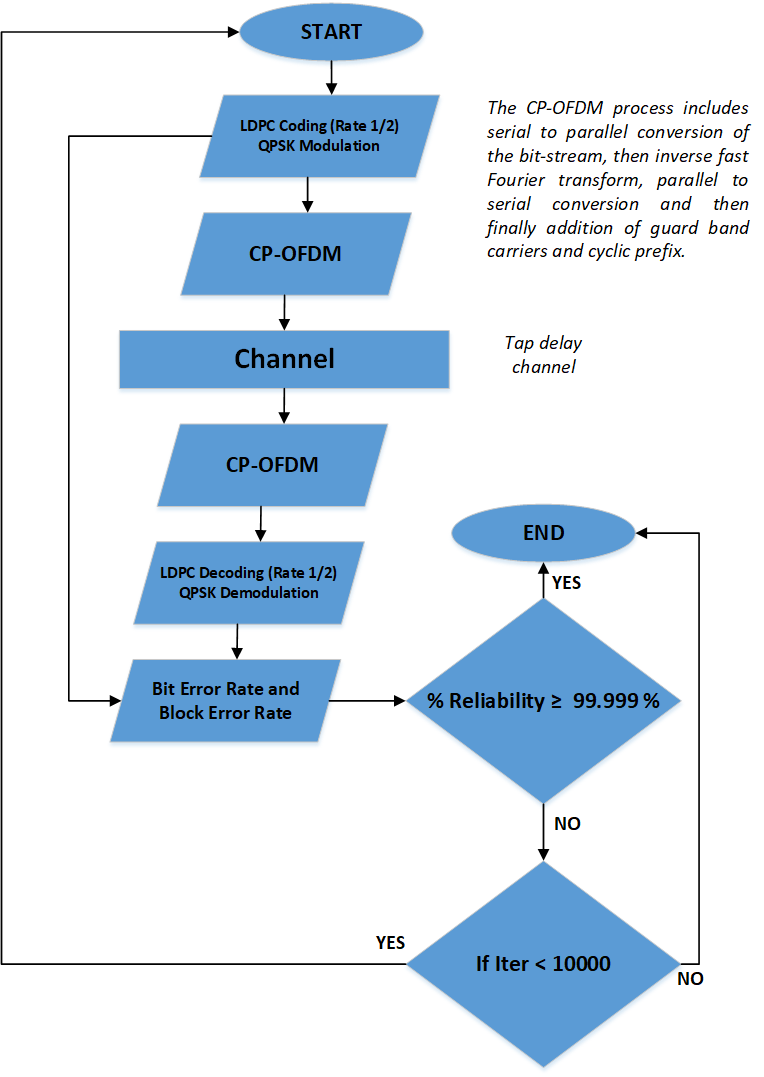 START
LDPC Coding (Rate 1/2)
QPSK Modulation
The CP-OFDM process includes
serial to parallel conversion of
the bit-stream, then inverse fast
Fourier transform, parallel to
serial conversion and then
finally addition of guard band
carriers and cyclic prefix.
CP-OFDM
Channel
Tap delay
channel
CP-OFDM
LDPC Decoding (Rate 1/2)
QPSK Demodulation
Bit Error Rate and
Block Error Rate
END
YES
% Reliability ≥ 99.999 %
NO
YES
If Iter < 10000
NO